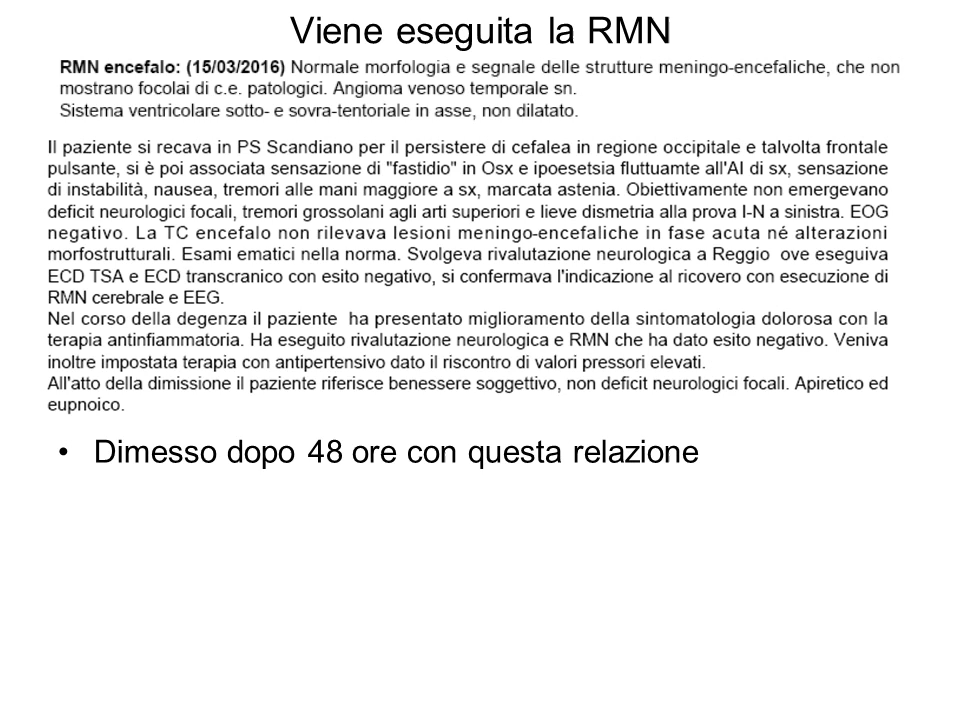 Viene eseguita la RMN
RMN encefalo: (15/03/2016) Normale morfologia e segnale delle strutture meningo-encefaliche, che non
mostrano focolai di c.e. patologici. Angioma venoso temporale sn.
Sistema ventricolare sotto- e sovra-tentoriale in asse, non dilatato.
Il paziente si recava in PS Scandiano per il persistere di cefalea in regione occipitale e talvolta frontale
pulsante, si è poi associata sensazione di "fastidio" in Osx e ipoesetsia fluttuamte all'AI di sx, sensazione
di instabilità, nausea, tremori alle mani maggiore a sx, marcata astenia. Obiettivamente non emergevano
deficit neurologici focali, tremori grossolani agli arti superiori e lieve dismetria alla prova I-N a sinistra. EOG
negativo. La TC encefalo non rilevava lesioni meningo-encefaliche in fase acuta né alterazioni
morfostrutturali. Esami ematici nella norma. Svolgeva rivalutazione neurologica a Reggio ove eseguiva
ECD TSA e ECD transcranico con esito negativo, si confermava l'indicazione al ricovero con esecuzione di
RMN cerebrale e EEG.
Nel corso della degenza il paziente ha presentato miglioramento della sintomatologia dolorosa con la
terapia antinfiammatoria. Ha eseguito rivalutazione neurologica e RMN che ha dato esito negativo. Veniva
inoltre impostata terapia con antipertensivo dato il riscontro di valori pressori elevati.
All'atto della dimissione il paziente riferisce benessere soggettivo, non deficit neurologici focali. Apiretico ed
eupnoico.
• Dimesso dopo 48 ore con questa relazione